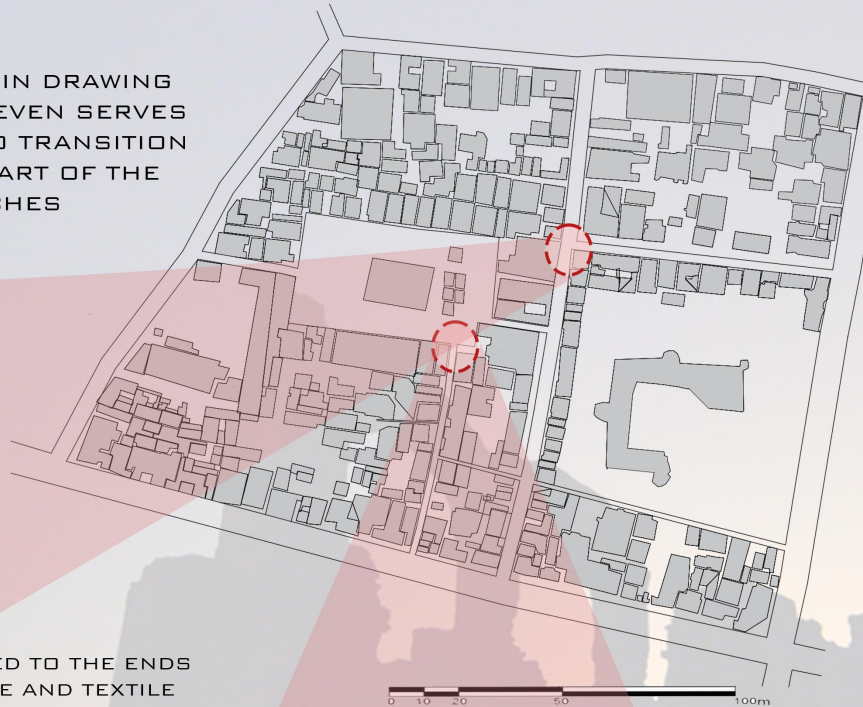 IN DRAWING
EVEN SERVES
D TRANSITION
ART OF THE
CHES
ED TO THE ENDS
E AND TEXTILE
0 10 20 50 100m